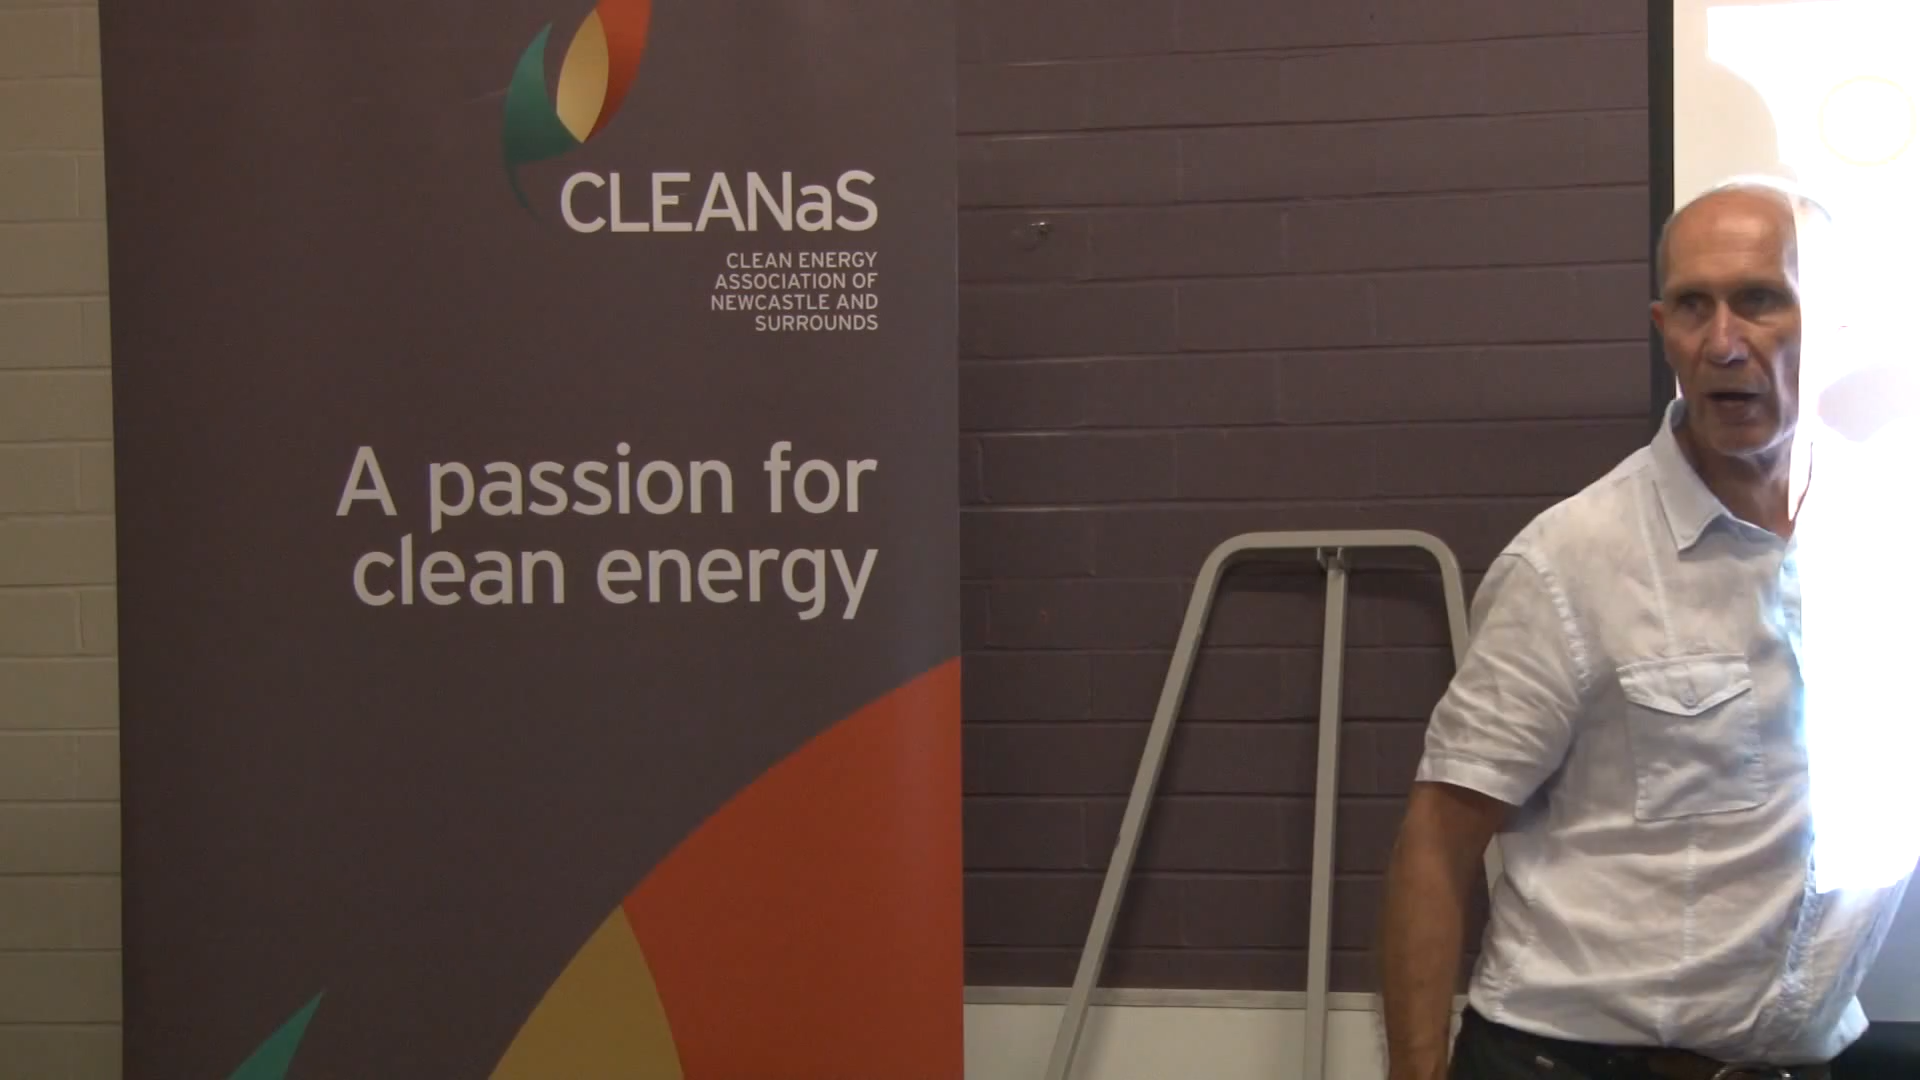 CLEANaS
CLEAN ENERGY
ASSOCIATION OF
NEWCASTLE AND
SURROUNDS
A passion for
clean energy